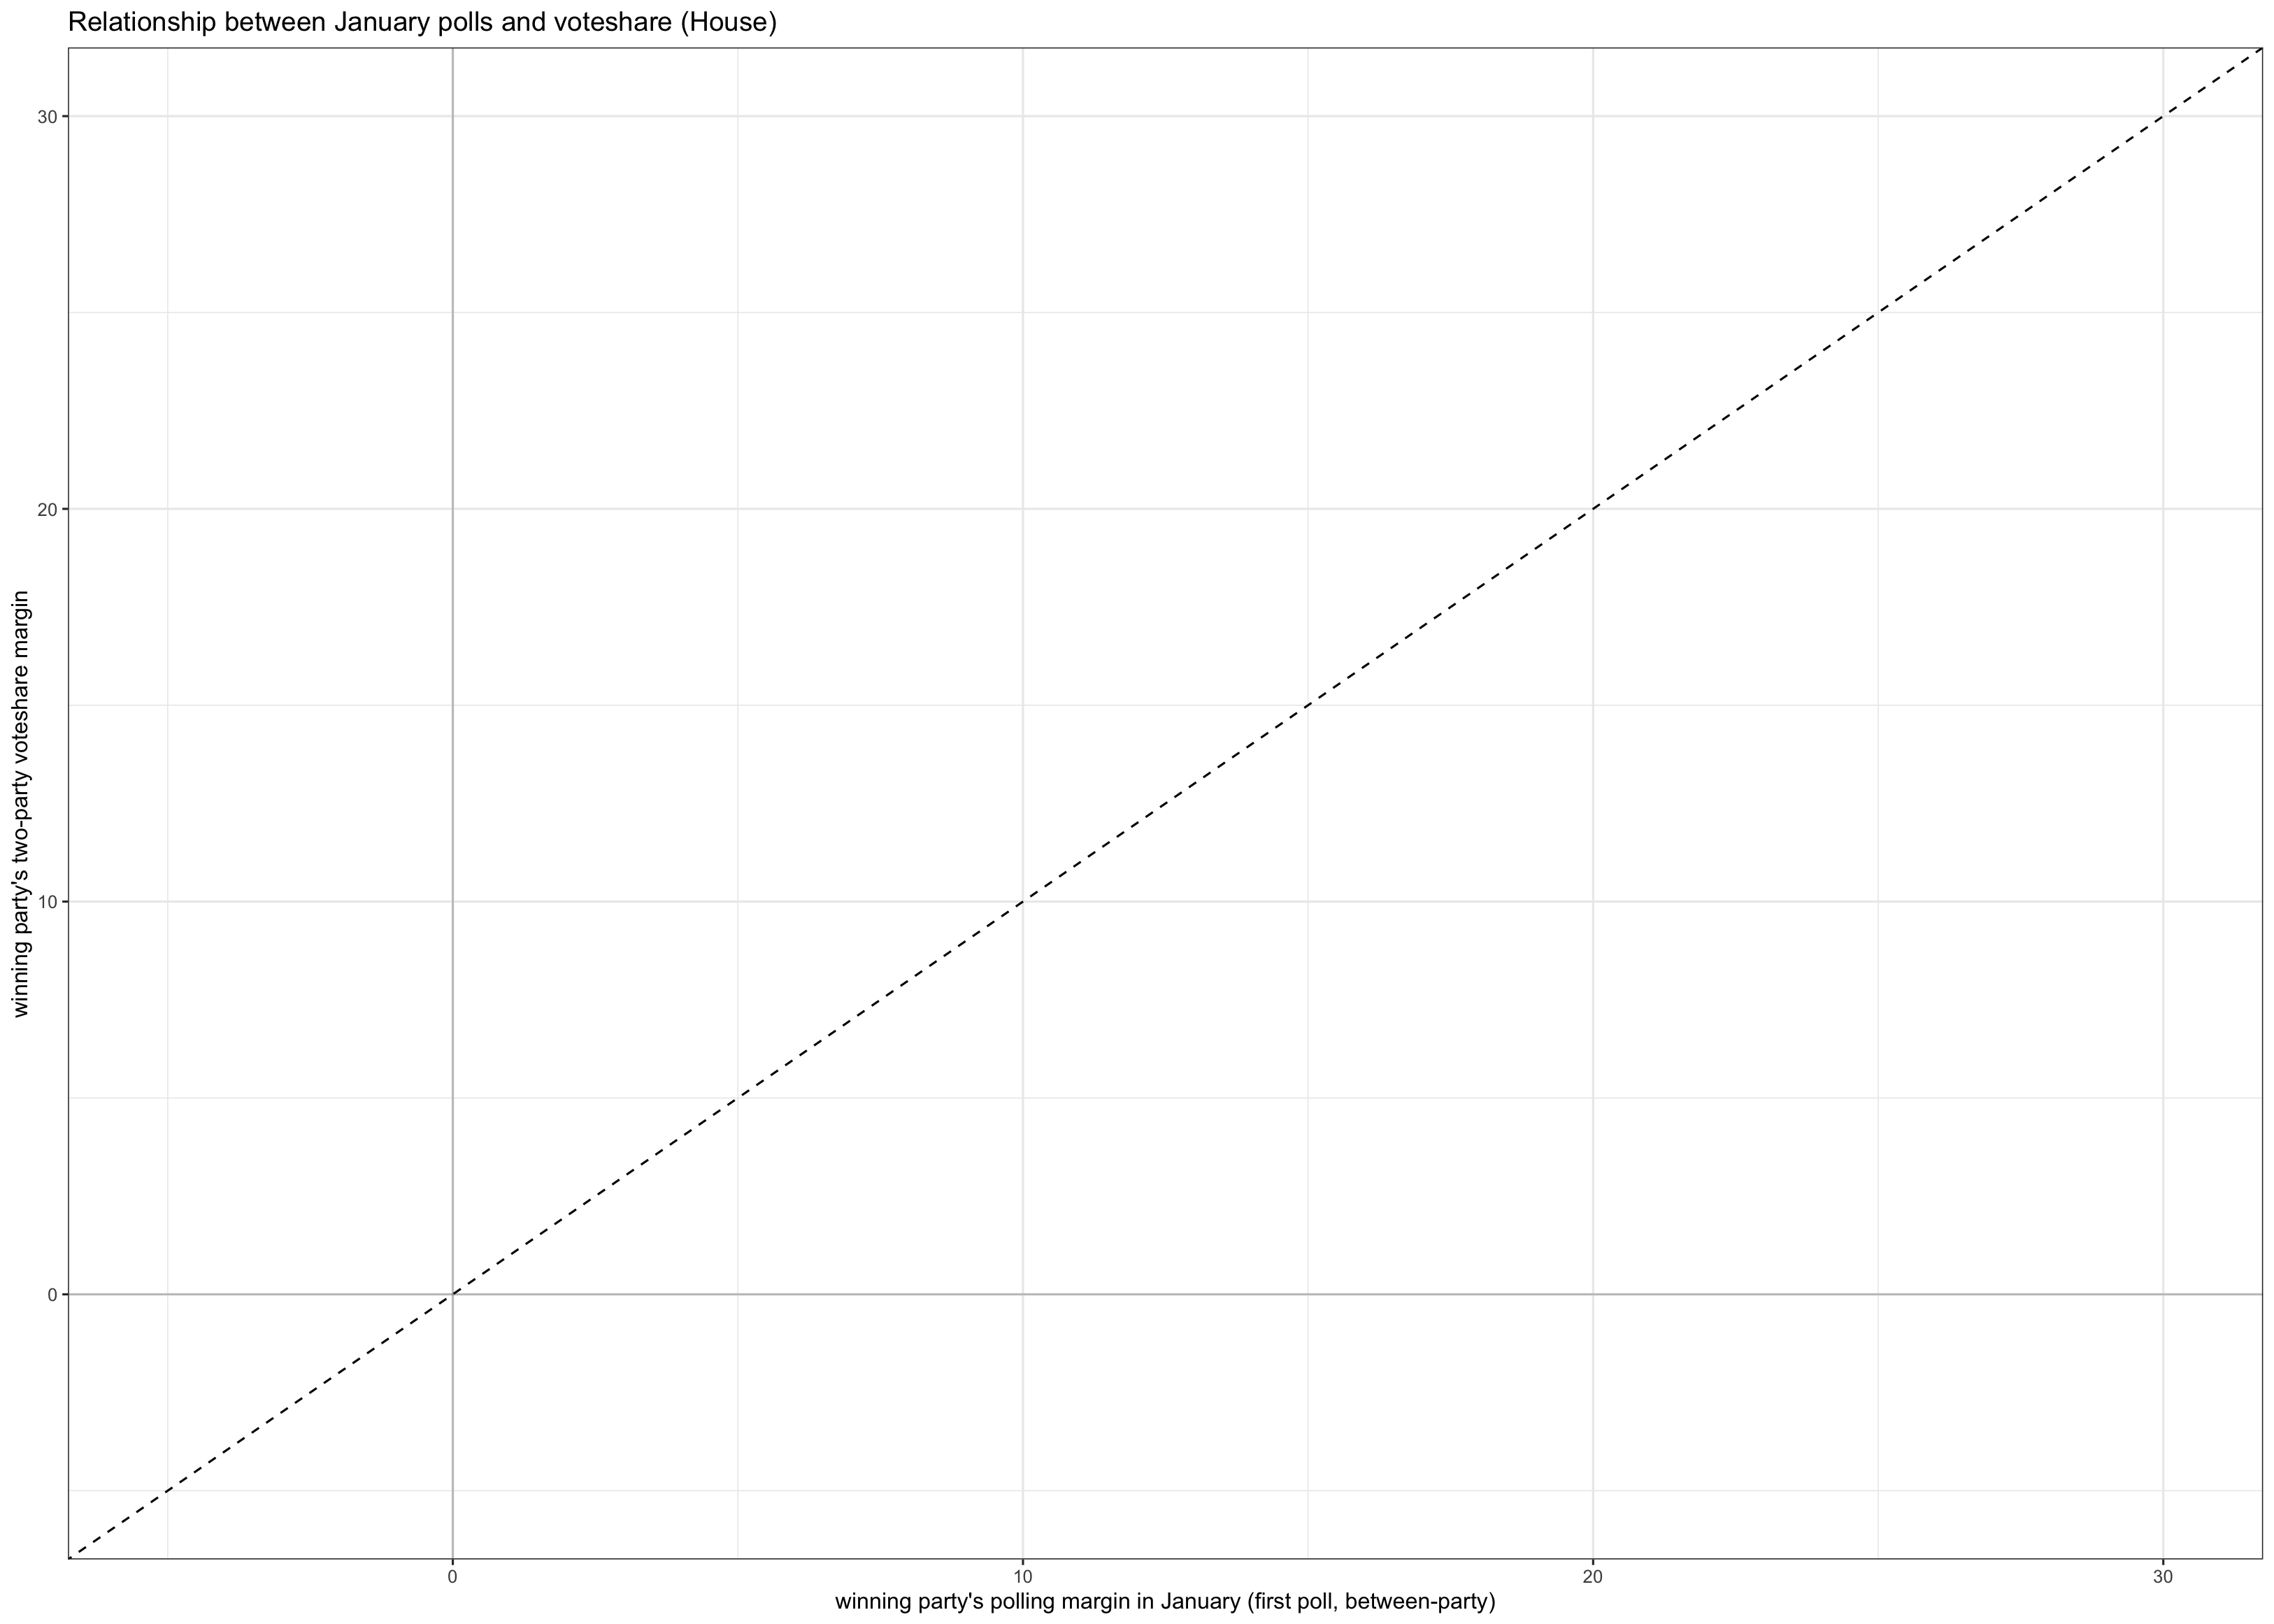 Relationship between January polls and voteshare (House)
winning party's two-party voteshare margin
30
20
10
0
0
10
20
30
winning party's polling margin in January (first poll, between-party)